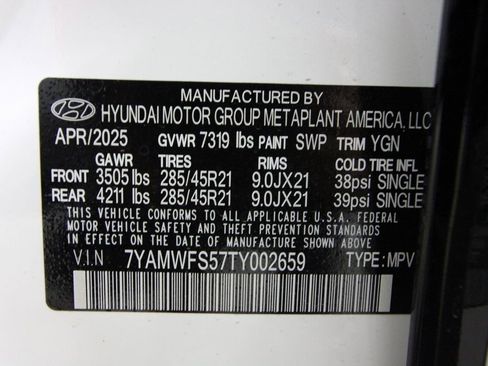 MANUFACTURED BY
HYUNDAI MOTOR GROUP METAPLANT AMERICA, LLC
APR/2025 GVWR 7319 lbs PAINT SWP TRIM YGN
GAWR TIRES RIMS COLD TIRE INFL
FRONT 3505 lbs 285/45R21 9.0JX21 38psi SINGLE
REAR 4211 lbs 285/45R21 9.0JX21 39psi SINGLE
THIS VEHICLE CONFORMS TO ALL APPLICABLE U.S.A. FEDERAL
MOTOR VEHICLE SAFETY STANDARDS IN EFFECT ON THE DATE OF
MANUFACTURE SHOWN ABOVE.
V.I.N 7YAMWFS57TY002659 TYPE : MPV